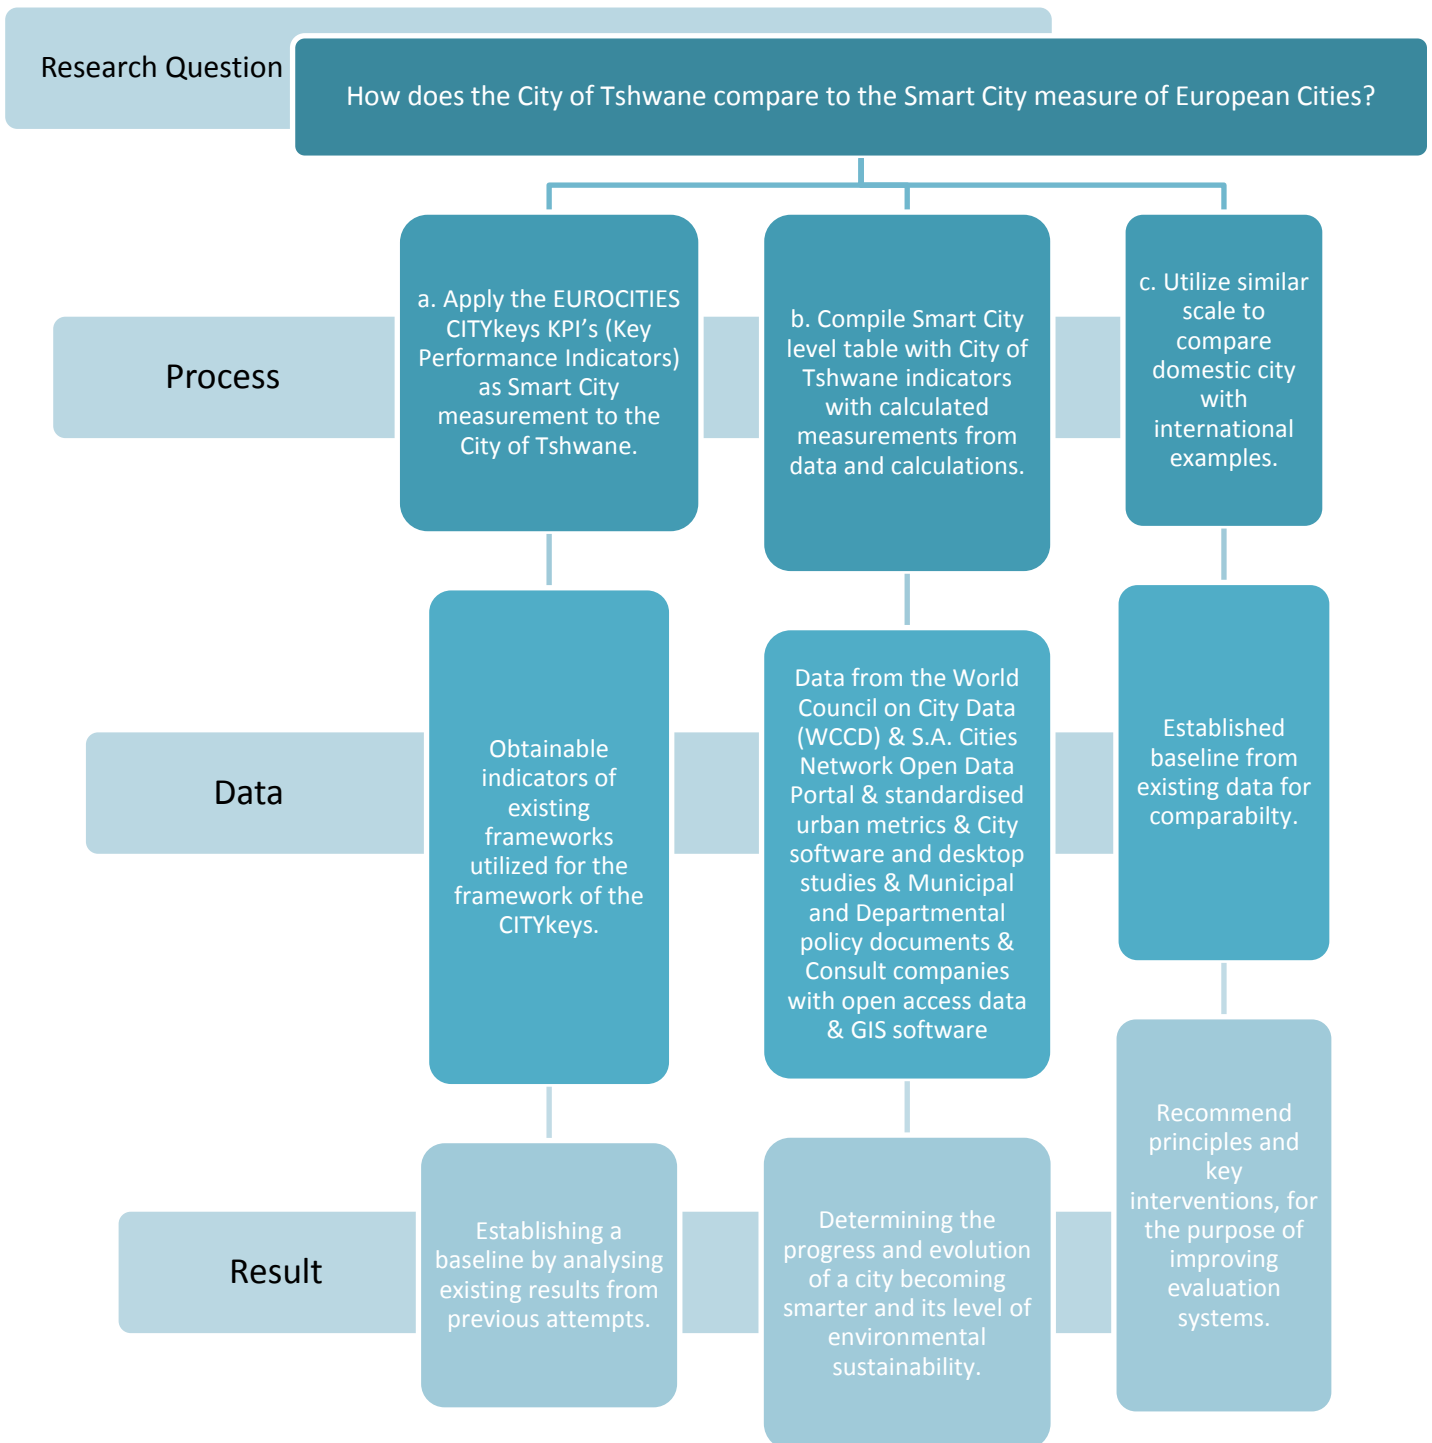 Research Question
How does the City of Tshwane compare to the Smart City measure of European Cities?
Process
a. Apply the EUROCITIES
CITYkeys KPI’s (Key
Performance Indicators)
as Smart City
measurement to the
City of Tshwane.
b. Compile Smart City
level table with City of
Tshwane indicators
with calculated
measurements from
data and calculations.
c. Utilize similar
scale to
compare
domestic city
with
international
examples.
Data
Obtainable
indicators of
existing
frameworks
utilized for the
framework of the
CITYkeys.
Data from the World
Council on City Data
(WCCD) & S.A. Cities
Network Open Data
Portal & standardised
urban metrics & City
software and desktop
studies & Municipal
and Departmental
policy documents &
Consult companies
with open access data
& GIS software
Established
baseline from
existing data for
comparabilty.
Result
Establishing a
baseline by analysing
existing results from
previous attempts.
Determining the
progress and evolution
of a city becoming
smarter and its level of
environmental
sustainability.
Recommend
principles and
key
interventions, for
the purpose of
improving
evaluation
systems.